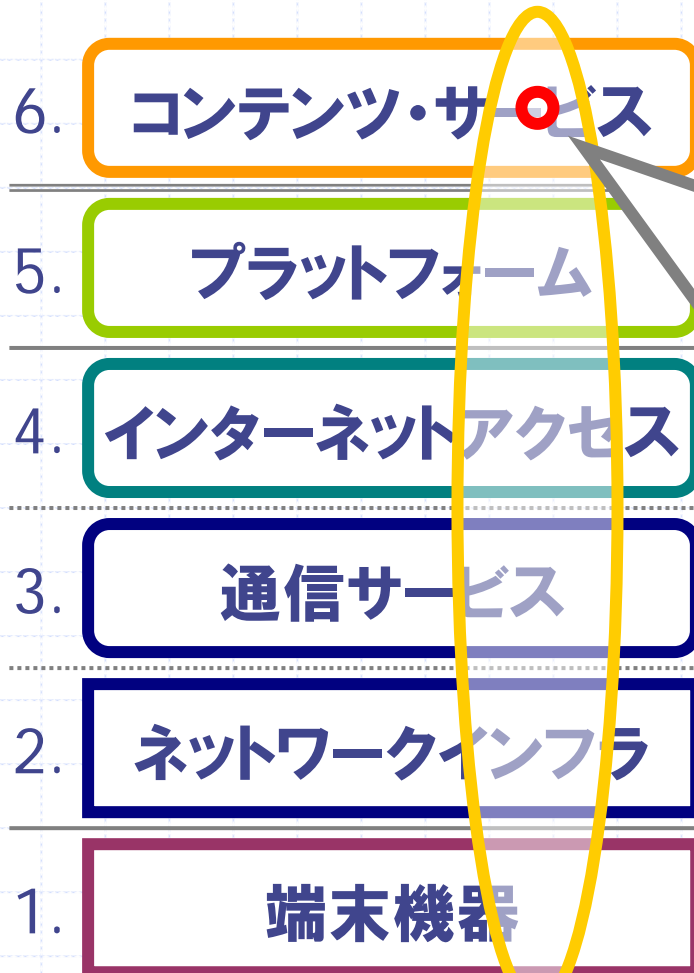 6. コンテンツ・サービス
5. プラットフォーム
4. インターネットアクセス
3. 通信サービス
2. ネットワークインフラ
1. 端末機器